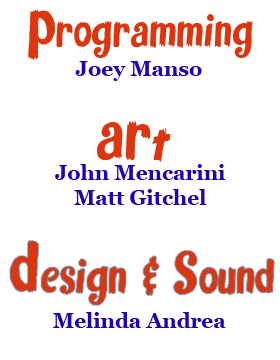 Programming
Joey Manso
art
John Mencarini
Matt Gitchel
design & Sound
Melinda Andrea